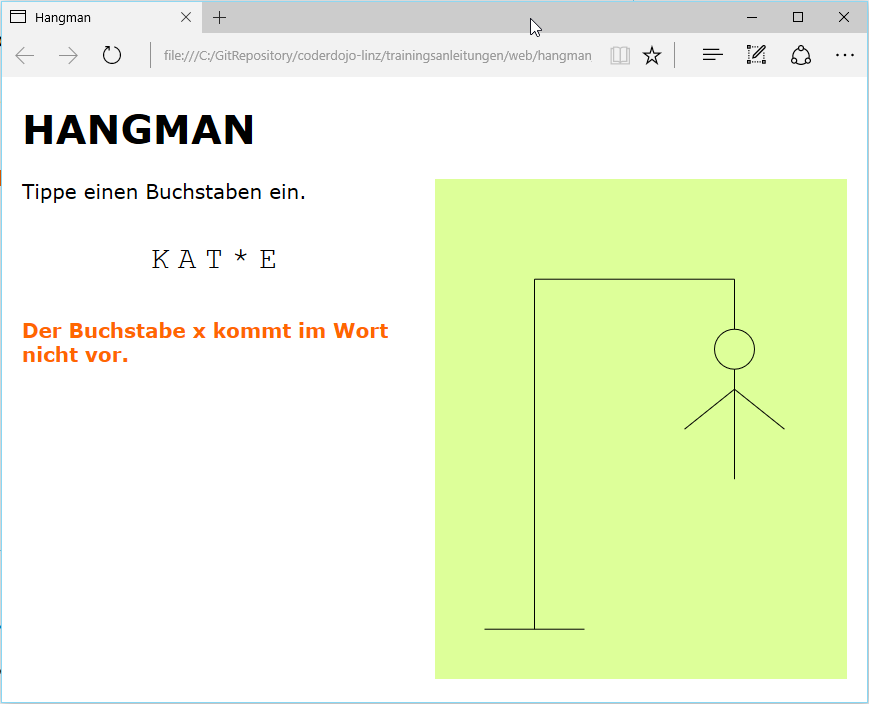 Hangman
file:///C:/GitRepository/coderdojo-linz/trainingsanleitungen/web/hangman
HANGMAN
Tippe einen Buchstaben ein.
K A T * E
Der Buchstabe x kommt im Wort
nicht vor.